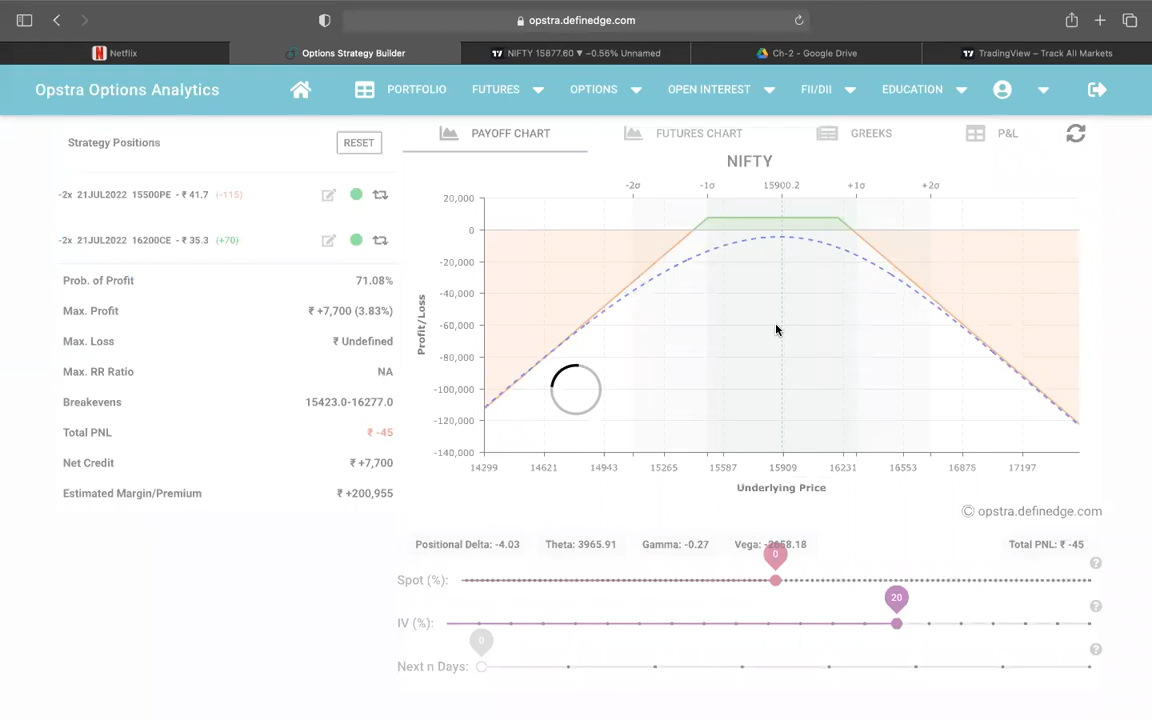 opstra.definedge.com
Netflix
Options Strategy Builder
NIFTY 15877.60 ▼ −0.56% Unnamed
Ch-2 - Google Drive
TradingView – Track All Markets
Opstra Options Analytics
PORTFOLIO
FUTURES
OPTIONS
OPEN INTEREST
FII/DII
EDUCATION
Strategy Positions
RESET
PAYOFF CHART
FUTURES CHART
GREEKS
P&L
NIFTY
-2x 21JUL2022 15500PE - ₹ 41.7 (-115)
-2x 21JUL2022 16200CE - ₹ 35.3 (+70)
Prob. of Profit 71.08%
Max. Profit ₹ +7,700 (3.83%)
Max. Loss ₹ Undefined
Max. RR Ratio NA
Breakevens 15423.0-16277.0
Total PNL ₹ -45
Net Credit ₹ +7,700
Estimated Margin/Premium ₹ +200,955
-2σ -1σ 15900.2 +1σ +2σ
20,000
0
-20,000
-40,000
-60,000
-80,000
-100,000
-120,000
-140,000
Profit/Loss
14299 14621 14943 15265 15587 15909 16231 16553 16875 17197
Underlying Price
© opstra.definedge.com
Positional Delta: -4.03 Theta: 3965.91 Gamma: -0.27 Vega: -2658.18 Total PNL: ₹ -45
0
Spot (%):
?
20
IV (%):
?
0
Next n Days:
?